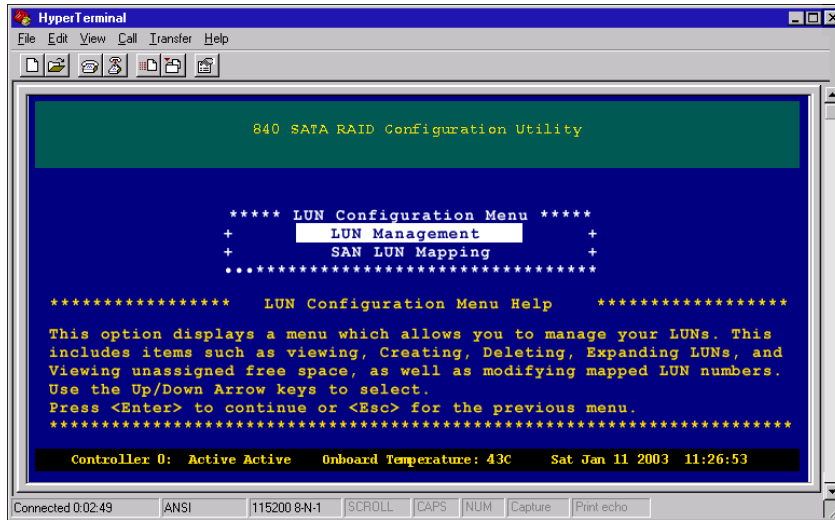 HyperTerminal
File Edit View Call Transfer Help
840 SATA RAID Configuration Utility
***** LUN Configuration Menu *****
+ LUN Management +
+ SAN LUN Mapping +
•••*********************************
***************** LUN Configuration Menu Help ******************
This option displays a menu which allows you to manage your LUNs. This
includes items such as viewing, Creating, Deleting, Expanding LUNs, and
Viewing unassigned free space, as well as modifying mapped LUN numbers.
Use the Up/Down Arrow keys to select.
Press <Enter> to continue or <Esc> for the previous menu.
**********************************************************************
Controller 0: Active Active Onboard Temperature: 43C Sat Jan 11 2003 11:26:53
Connected 0:02:49 ANSI 115200 8-N-1 SCROLL CAPS NUM Capture Print echo